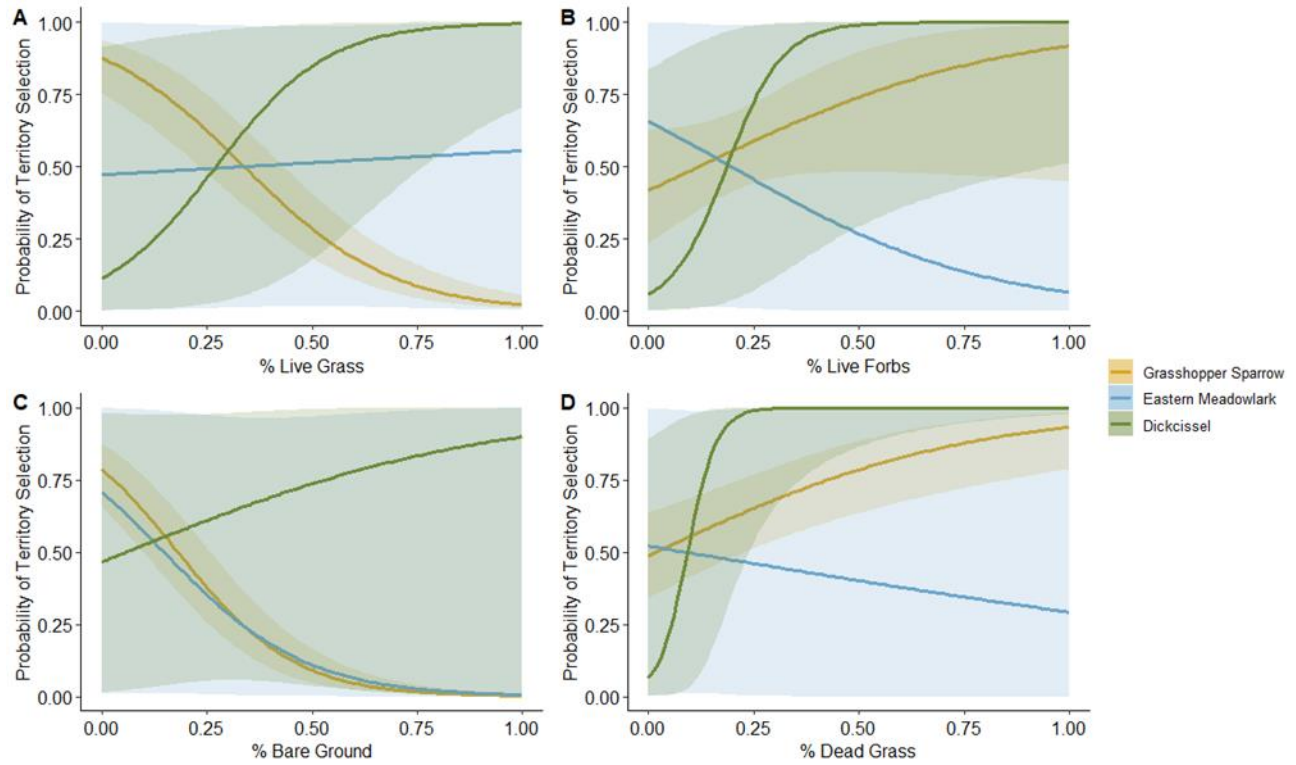 A
Probability of Territory Selection
1.00
0.75
0.50
0.25
0.00
0.00 0.25 0.50 0.75 1.00
% Live Grass
B
Probability of Territory Selection
1.00
0.75
0.50
0.25
0.00
0.00 0.25 0.50 0.75 1.00
% Live Forbs
C
Probability of Territory Selection
1.00
0.75
0.50
0.25
0.00
0.00 0.25 0.50 0.75 1.00
% Bare Ground
D
Probability of Territory Selection
1.00
0.75
0.50
0.25
0.00
0.00 0.25 0.50 0.75 1.00
% Dead Grass
Grasshopper Sparrow
Eastern Meadowlark
Dickcissel